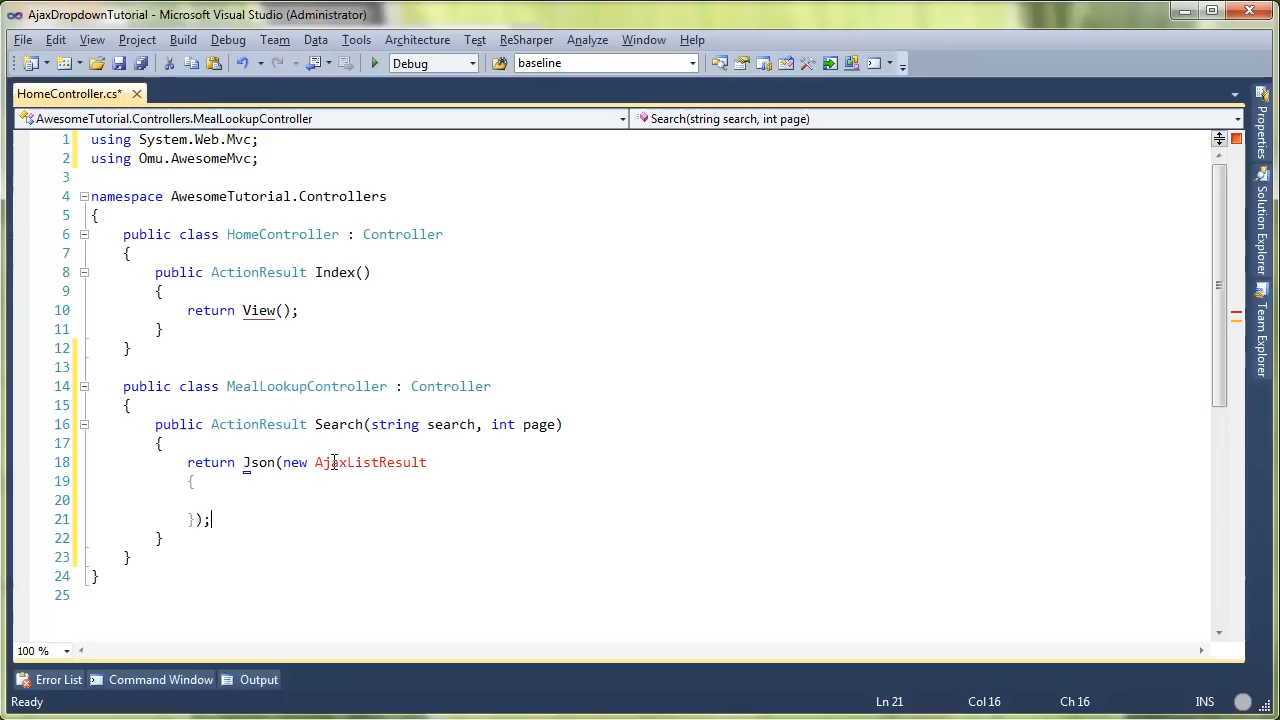 AjaxDropdownTutorial - Microsoft Visual Studio (Administrator)
File Edit View Project Build Debug Team Data Tools Architecture Test ReSharper Analyze Window Help
Debug baseline
HomeController.cs*
AwesomeTutorial.Controllers.MealLookupController Search(string search, int page)
1 using System.Web.Mvc;
2 using Omu.AwesomeMvc;
3
4 namespace AwesomeTutorial.Controllers
5 {
6 public class HomeController : Controller
7 {
8 public ActionResult Index()
9 {
10 return View();
11 }
12 }
13
14 public class MealLookupController : Controller
15 {
16 public ActionResult Search(string search, int page)
17 {
18 return Json(new AjaxListResult
19 {
20
21 });
22 }
23 }
24 }
25
100 %
Properties
Solution Explorer
Team Explorer
Error List Command Window Output
Ready Ln 21 Col 16 Ch 16 INS